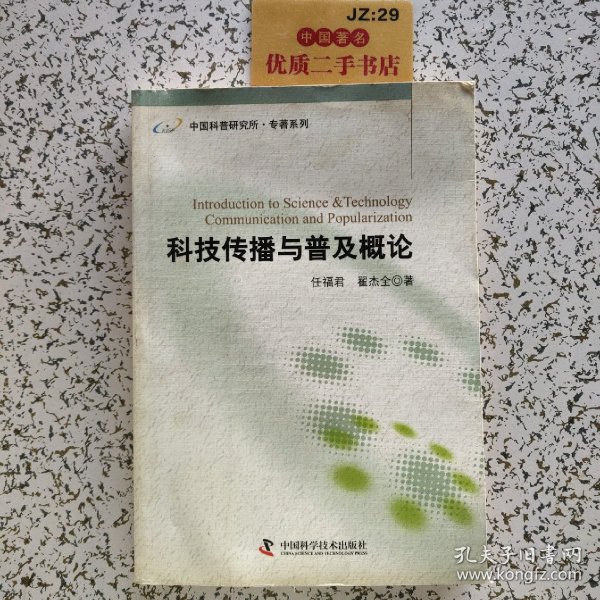 JZ:29
中国著名
优质二手书店
中国科普研究所·专著系列
Introduction to Science &Technology
Communication and Popularization
科技传播与普及概论
任福君 翟杰全◎著
中国科学技术出版社
CHINA SCIENCE AND TECHNOLOGY PRESS
孔夫子旧书网
www.kongfz.com